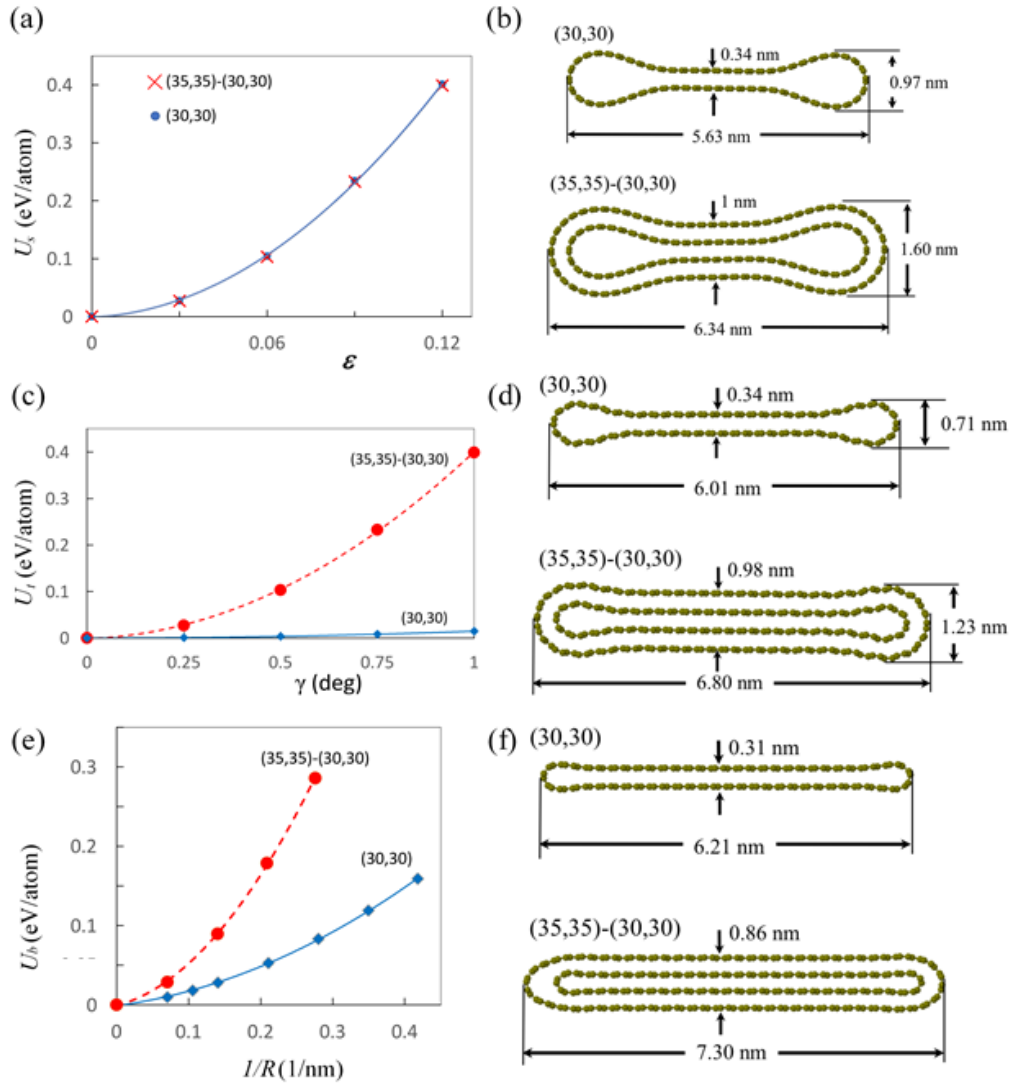 (a)
0.4
0.3
0.2
0.1
0
U_s (eV/atom)
(35,35)-(30,30)
(30,30)
0
0.06
0.12
ε
(b)
(30,30)
0.34 nm
0.97 nm
5.63 nm
(35,35)-(30,30)
1 nm
1.60 nm
6.34 nm
(c)
0.4
0.3
0.2
0.1
0
U_t (eV/atom)
(35,35)-(30,30)
(30,30)
0
0.25
0.5
0.75
1
γ (deg)
(d)
(30,30)
0.34 nm
0.71 nm
6.01 nm
(35,35)-(30,30)
0.98 nm
1.23 nm
6.80 nm
(e)
0.3
0.2
0.1
0
U_b (eV/atom)
(35,35)-(30,30)
(30,30)
0
0.1
0.2
0.3
0.4
1/R (1/nm)
(f)
(30,30)
0.31 nm
6.21 nm
(35,35)-(30,30)
0.86 nm
7.30 nm